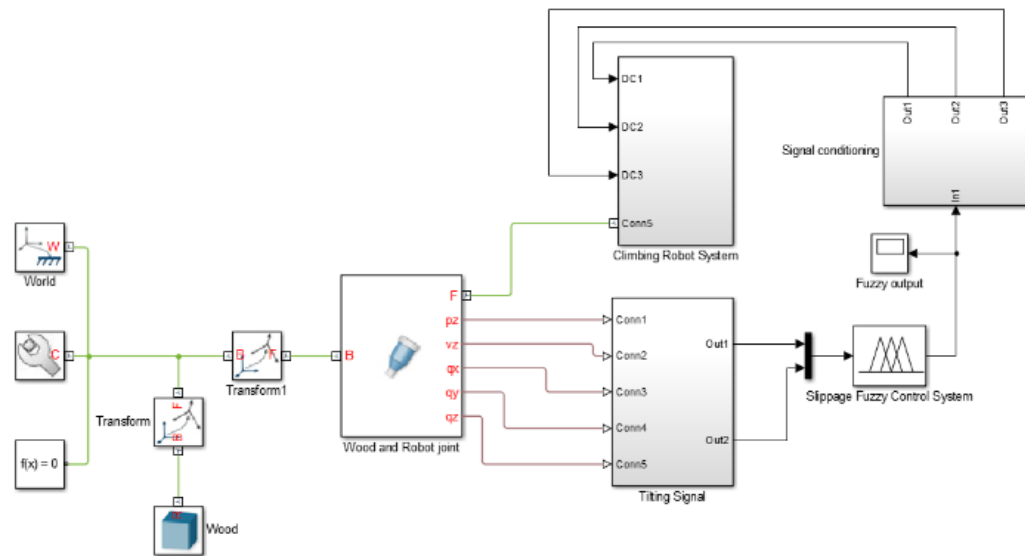 DC1
DC2
DC3
Conn5
Climbing Robot System
Out1
Out2
Out3
Signal conditioning
In1
Fuzzy output
W
World
C
f(x) = 0
B
F
Transform1
F
B
Transform
Wood
B
F
pz
vz
qx
qy
qz
Wood and Robot joint
Conn1
Conn2
Conn3
Conn4
Conn5
Out1
Out2
Tilting Signal
Slippage Fuzzy Control System